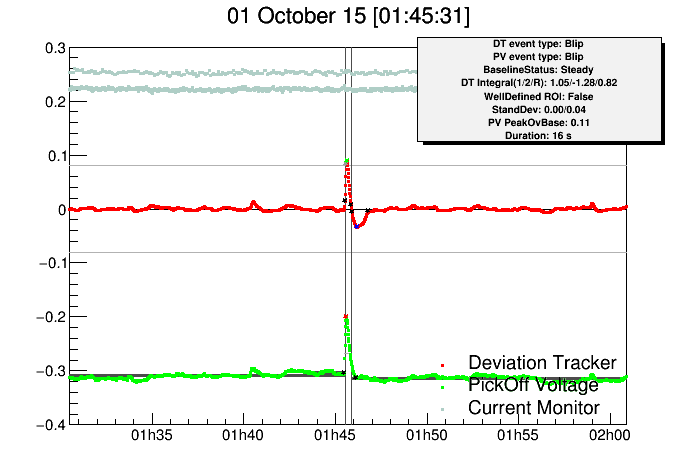 01 October 15 [01:45:31]
DT event type: Blip
PV event type: Blip
BaselineStatus: Steady
DT Integral(1/2/R): 1.05/-1.28/0.82
WellDefined ROI: False
StandDev: 0.00/0.04
PV PeakOvBase: 0.11
Duration: 16 s
0.3
0.2
0.1
0
−0.1
−0.2
−0.3
−0.4
Deviation Tracker
PickOff Voltage
Current Monitor
01h35 01h40 01h45 01h50 01h55 02h00